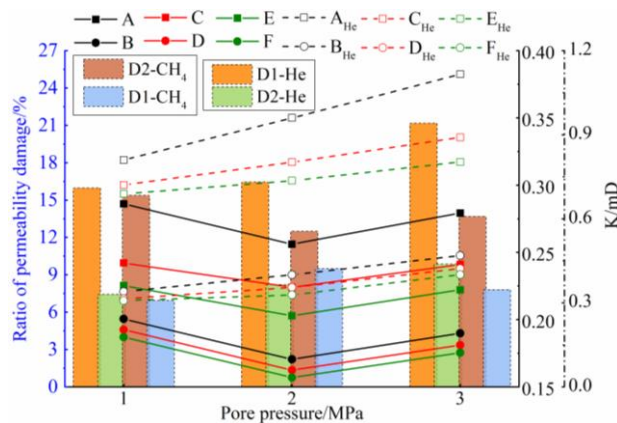 A C E A_He C_He E_He
B D F B_He D_He F_He
D2-CH₄ D1-He
D1-CH₄ D2-He
Ratio of permeability damage/%
27
24
21
18
15
12
9
6
3
0
1 2 3
Pore pressure/MPa
0.40
0.35
0.30
0.25
0.20
0.15
1.2
0.9
0.6
0.3
0.0
K/mD